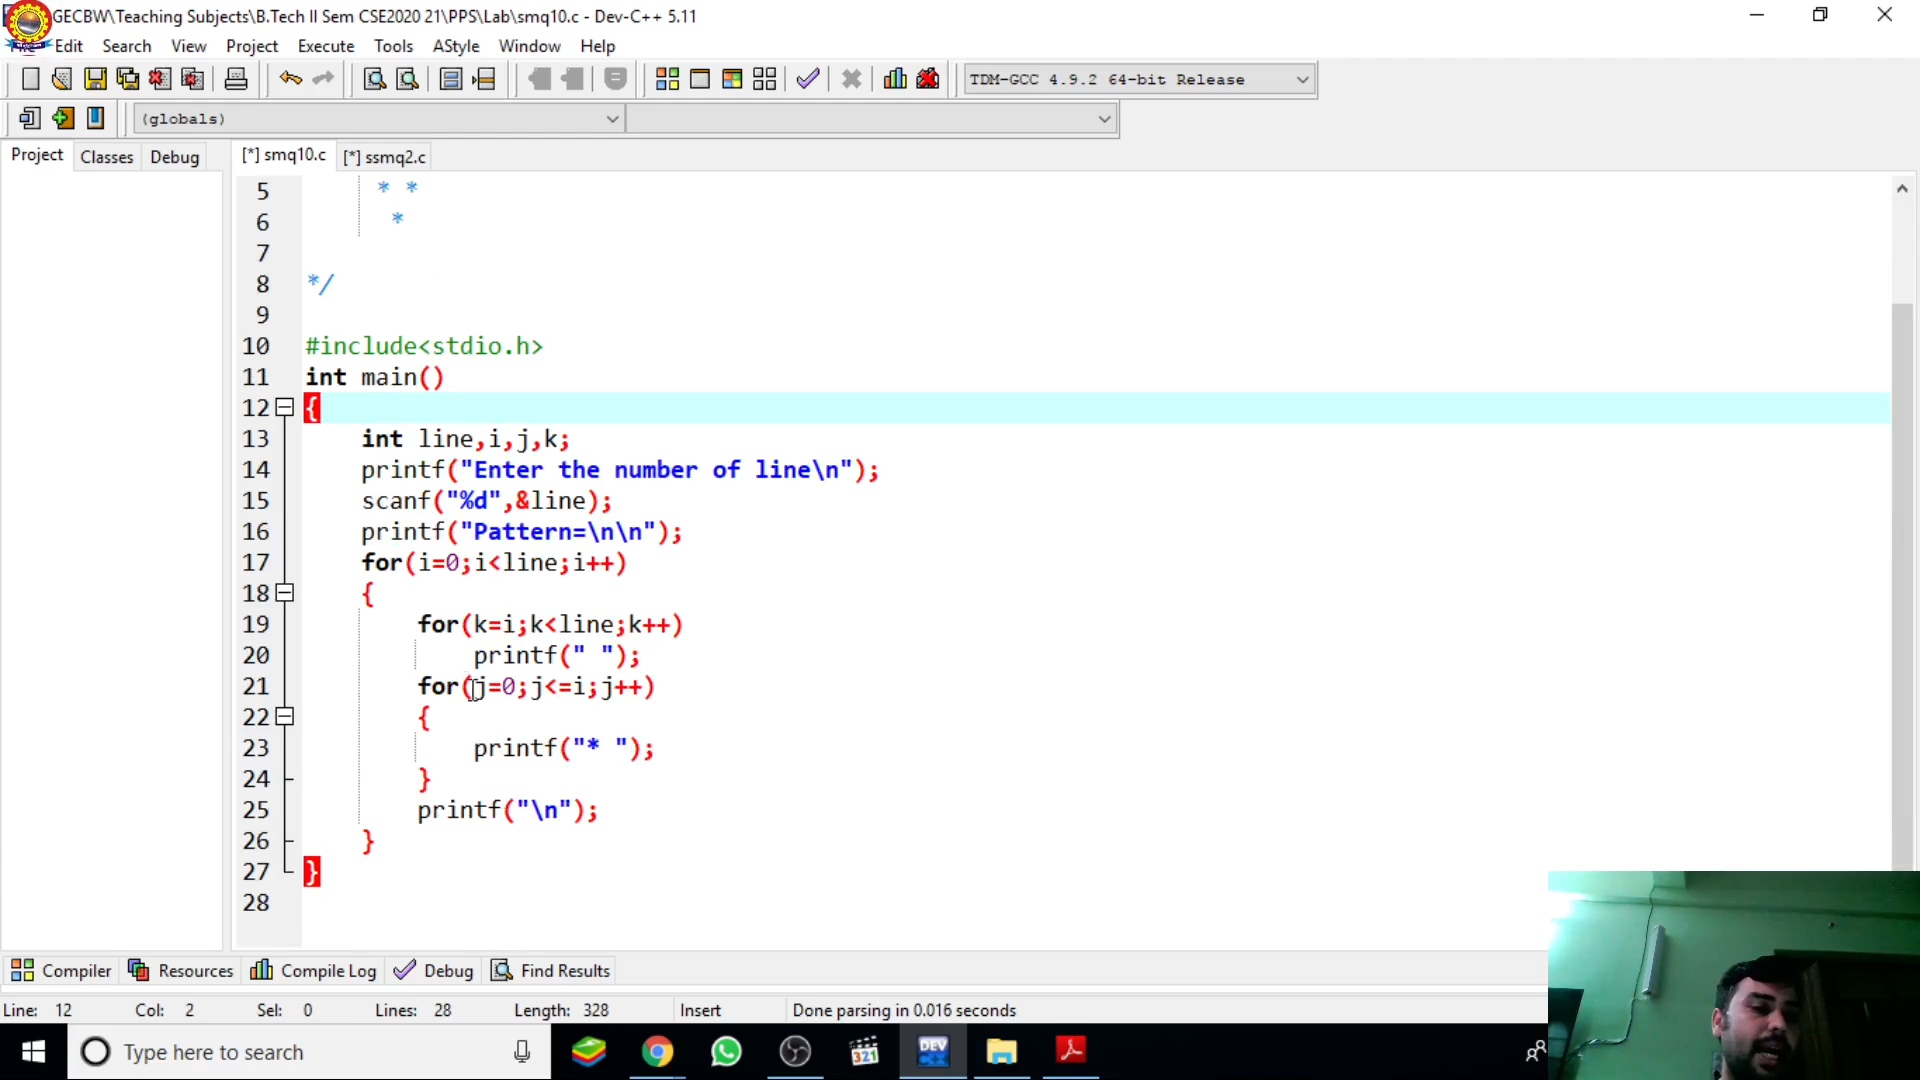 GECBW\Teaching Subjects\B.Tech II Sem CSE2020 21\PPS\Lab\smq10.c - Dev-C++ 5.11
Edit Search View Project Execute Tools AStyle Window Help
TDM-GCC 4.9.2 64-bit Release
(globals)
Project Classes Debug [*] smq10.c [*] ssmq2.c
5 * *
6 *
7
8 */
9
10 #include<stdio.h>
11 int main()
12 {
13 int line,i,j,k;
14 printf("Enter the number of line\n");
15 scanf("%d",&line);
16 printf("Pattern=\n\n");
17 for(i=0;i<line;i++)
18 {
19 for(k=i;k<line;k++)
20 printf(" ");
21 for(j=0;j<=i;j++)
22 {
23 printf("* ");
24 }
25 printf("\n");
26 }
27 }
28
Compiler Resources Compile Log Debug Find Results
Line: 12 Col: 2 Sel: 0 Lines: 28 Length: 328 Insert Done parsing in 0.016 seconds
Type here to search
321
DEV